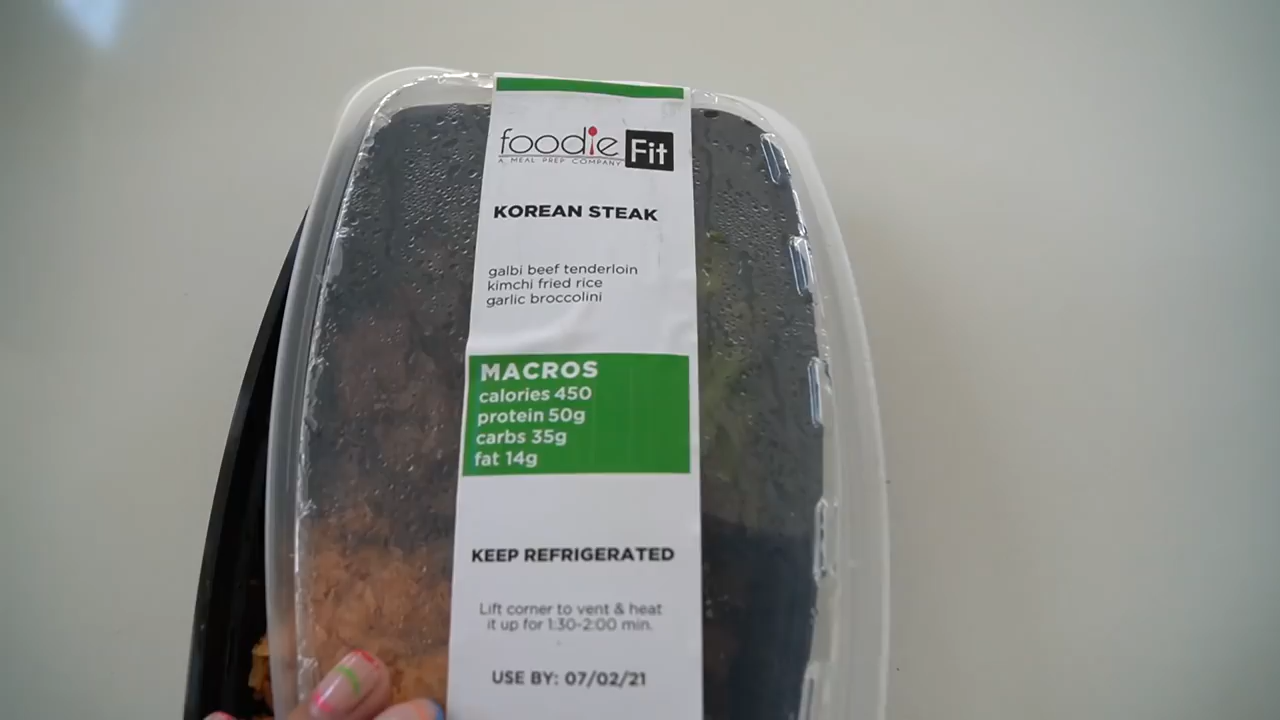 foodie Fit
A MEAL PREP COMPANY
KOREAN STEAK
galbi beef tenderloin
kimchi fried rice
garlic broccolini
MACROS
calories 450
protein 50g
carbs 35g
fat 14g
KEEP REFRIGERATED
Lift corner to vent & heat
it up for 1:30-2:00 min.
USE BY: 07/02/21